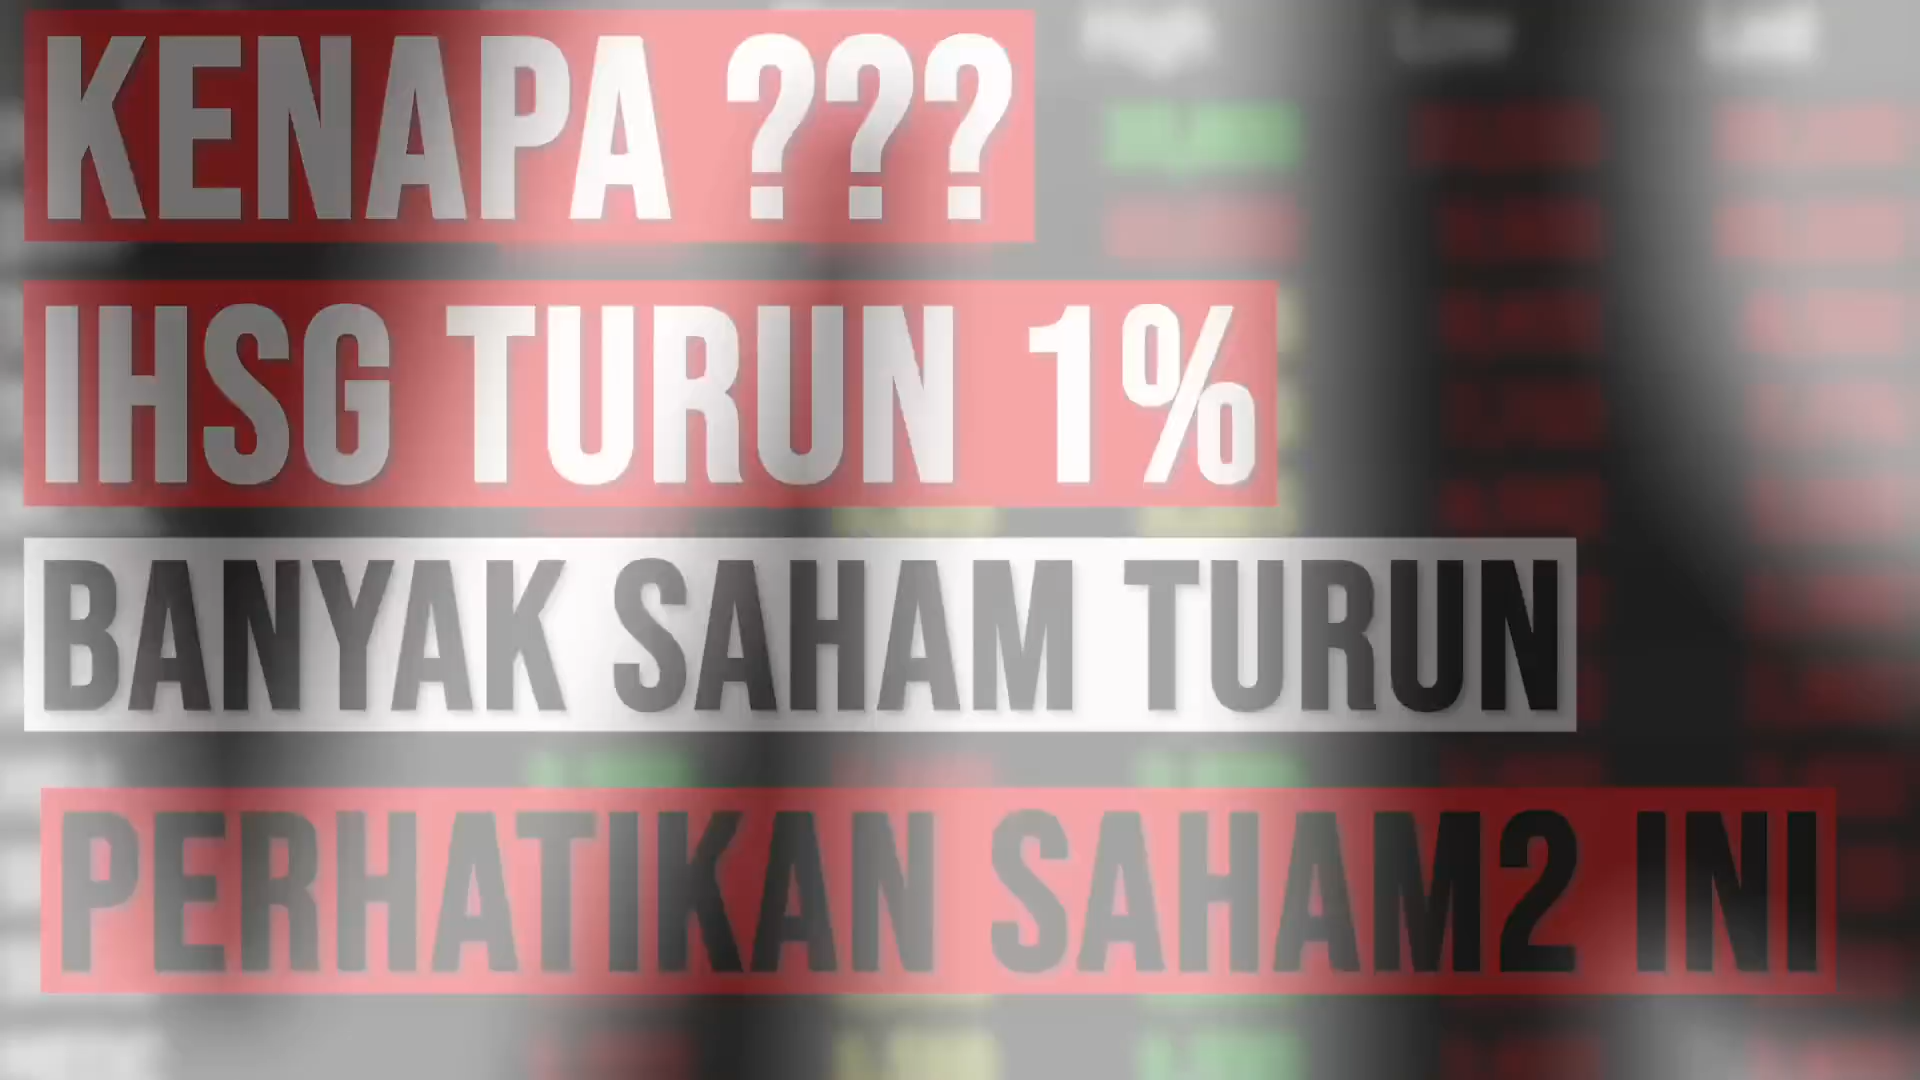 KENAPA ???
IHSG TURUN 1%
BANYAK SAHAM TURUN
PERHATIKAN SAHAM2 INI